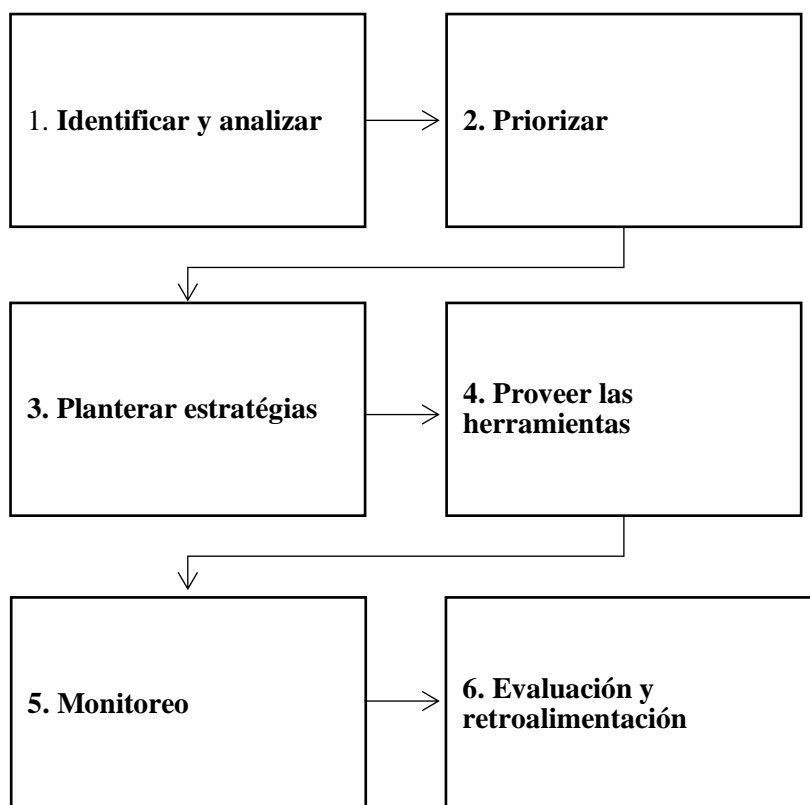 1. Identificar y analizar
2. Priorizar
3. Planterar estratégias
4. Proveer las
herramientas
5. Monitoreo
6. Evaluación y
retroalimentación